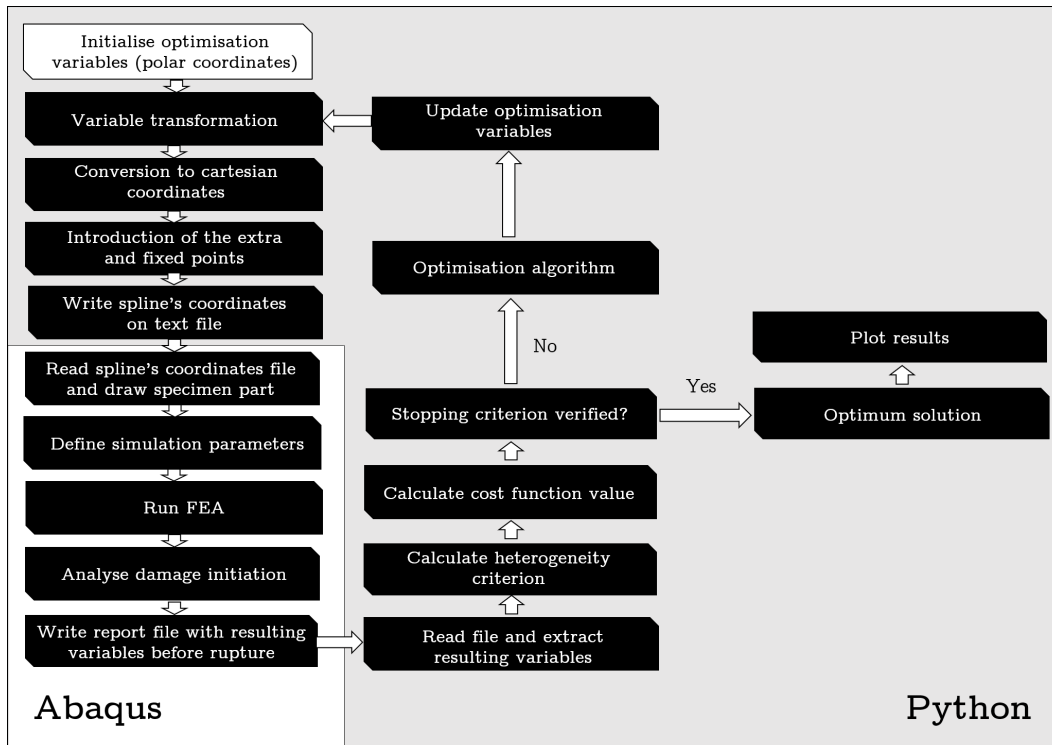 Initialise optimisation
variables (polar coordinates)
Variable transformation
Conversion to cartesian
coordinates
Introduction of the extra
and fixed points
Write spline's coordinates
on text file
Read spline's coordinates file
and draw specimen part
Define simulation parameters
Run FEA
Analyse damage initiation
Write report file with resulting
variables before rupture
Abaqus
Update optimisation
variables
Optimisation algorithm
No
Stopping criterion verified?
Calculate cost function value
Calculate heterogeneity
criterion
Read file and extract
resulting variables
Yes
Plot results
Optimum solution
Python